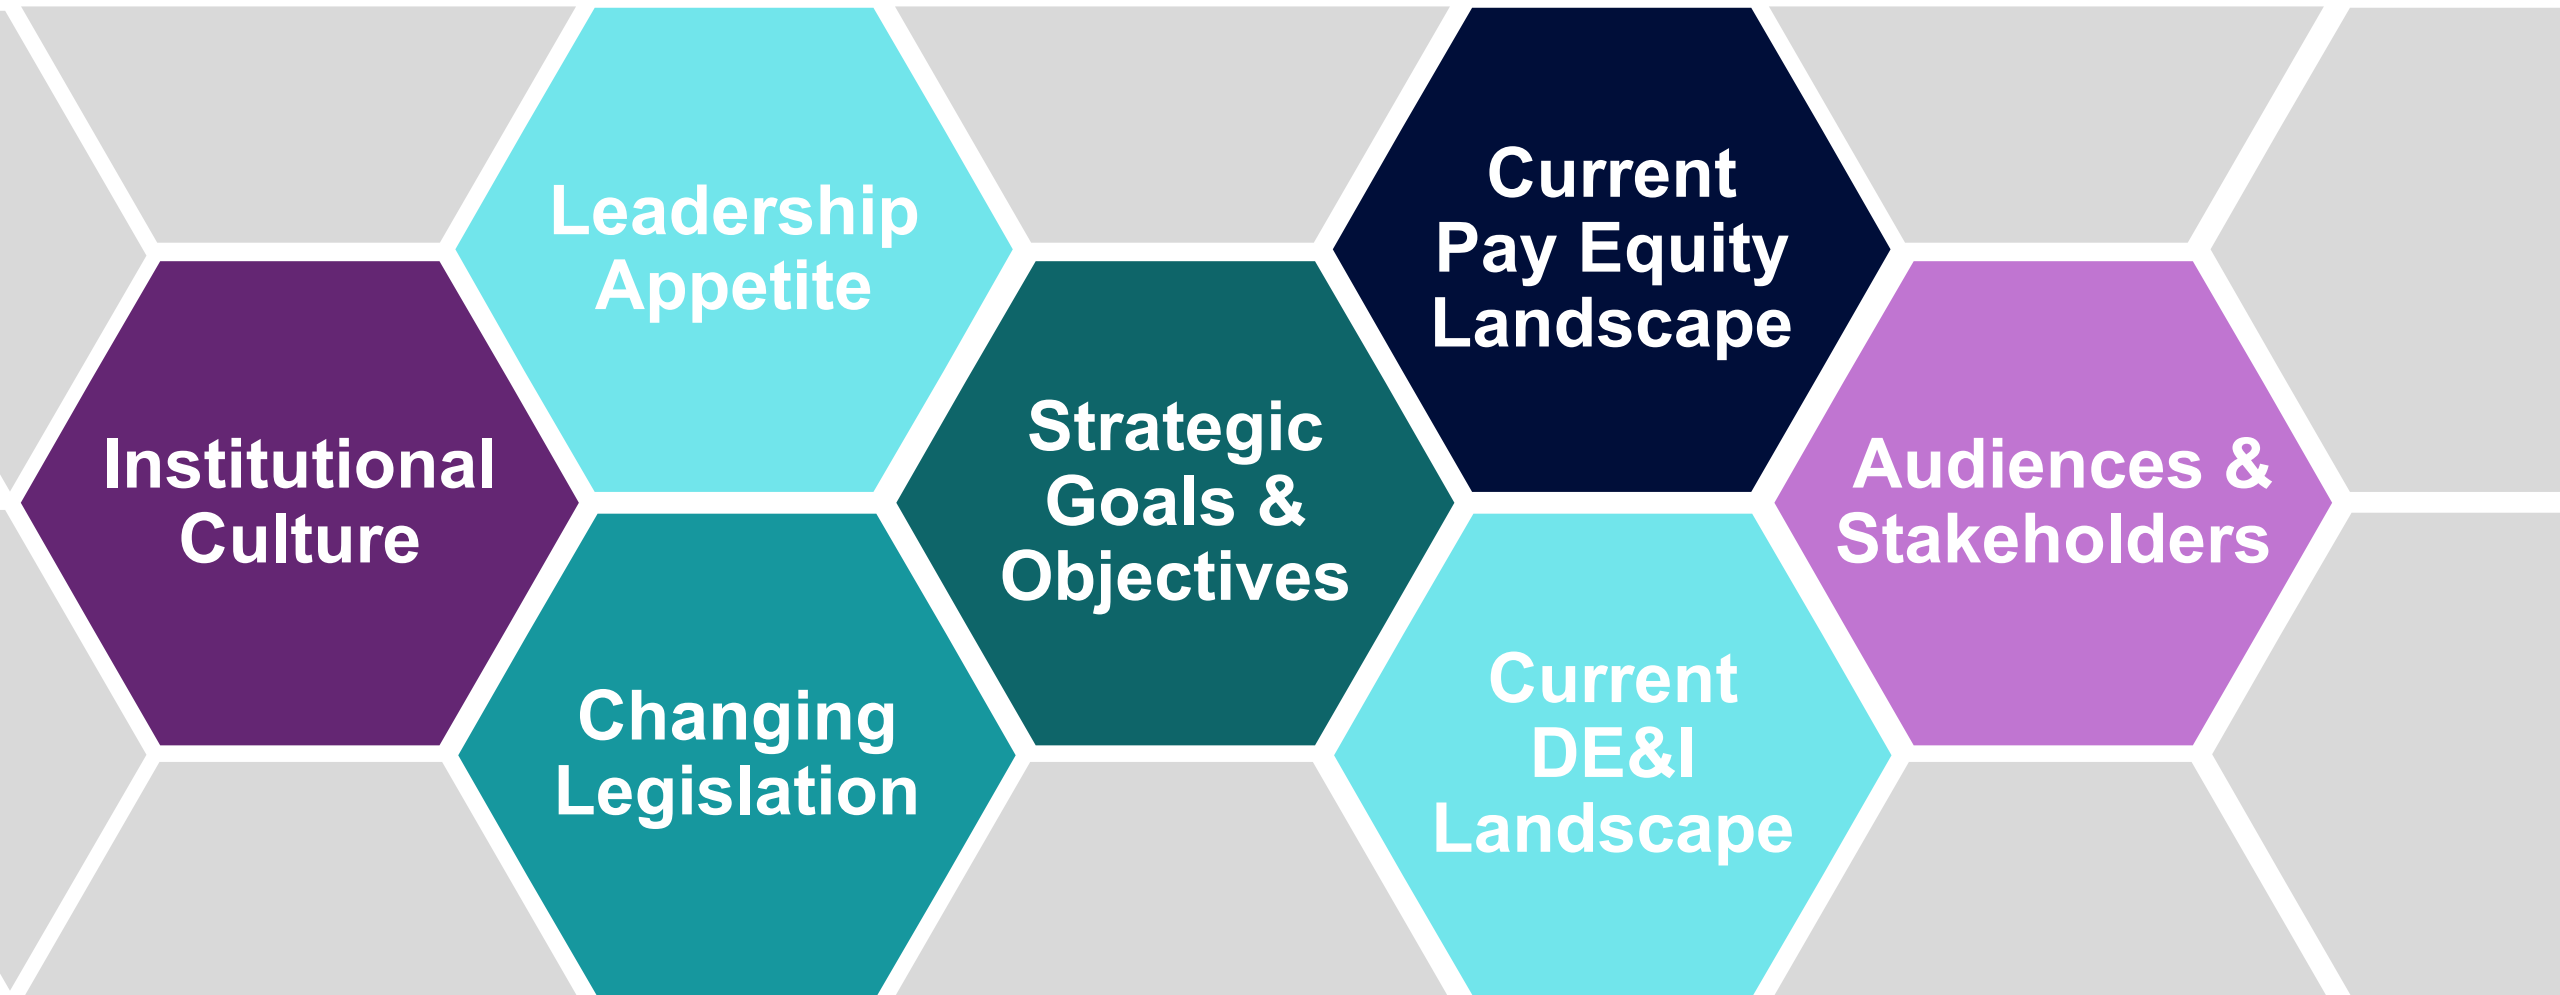 Institutional
Culture
Leadership
Appetite
Changing
Legislation
Strategic
Goals &
Objectives
Current
Pay Equity
Landscape
Current
DE&I
Landscape
Audiences &
Stakeholders